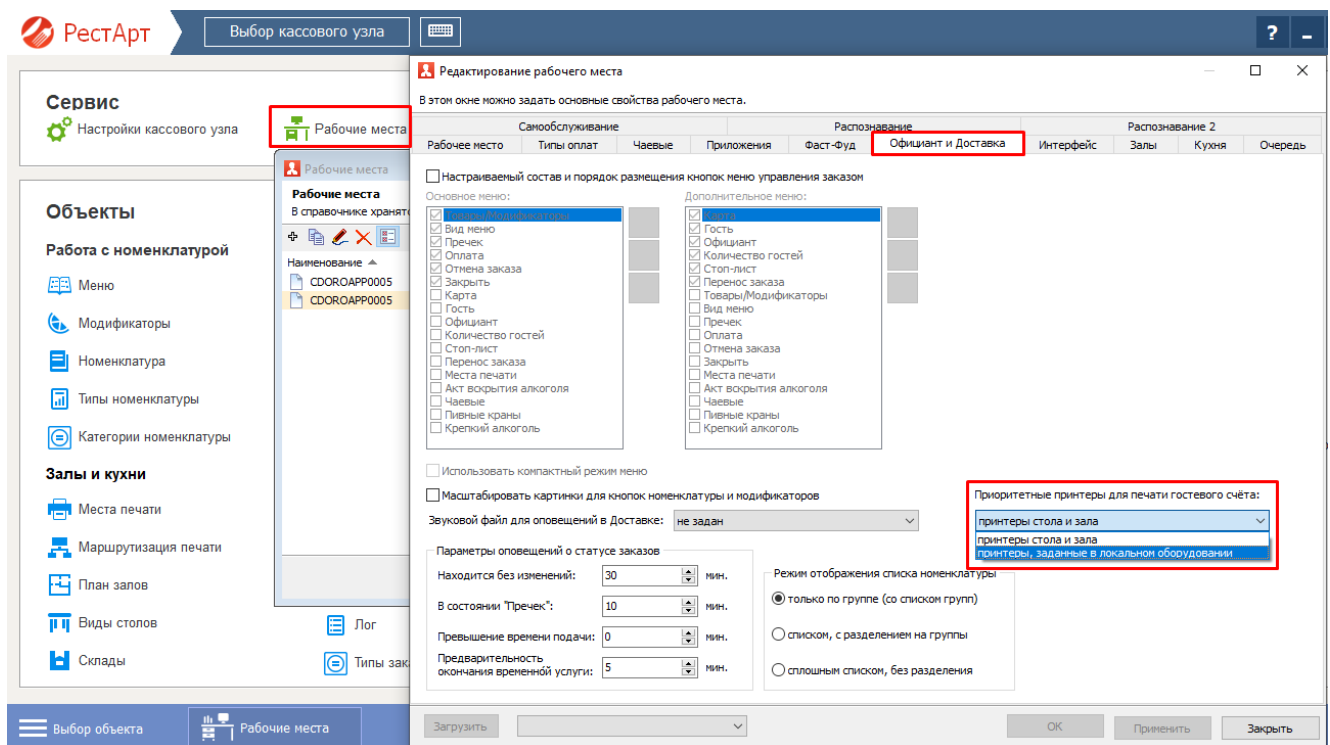 РестАрт
Выбор кассового узла
?
Сервис
Настройки кассового узла
Рабочие места
Объекты
Работа с номенклатурой
Меню
Модификаторы
Номенклатура
Типы номенклатуры
Категории номенклатуры
Залы и кухни
Места печати
Маршрутизация печати
План залов
Виды столов
Склады
Лог
Типы зак
Рабочие места
Рабочие места
В справочнике хранятс
Наименование
CDOROAPP0005
CDOROAPP0005
Редактирование рабочего места
В этом окне можно задать основные свойства рабочего места.
Самообслуживание Распознавание Распознавание 2
Рабочее место Типы оплат Чаевые Приложения Фаст-Фуд Официант и Доставка Интерфейс Залы Кухня Очередь
Настраиваемый состав и порядок размещения кнопок меню управления заказом
Основное меню:
Товары/Модификаторы
Вид меню
Пречек
Оплата
Отмена заказа
Закрыть
Карта
Гость
Официант
Количество гостей
Стоп-лист
Перенос заказа
Места печати
Акт вскрытия алкоголя
Чаевые
Пивные краны
Крепкий алкоголь
Дополнительное меню:
Карта
Гость
Официант
Количество гостей
Стоп-лист
Перенос заказа
Товары/Модификаторы
Вид меню
Пречек
Оплата
Отмена заказа
Закрыть
Места печати
Акт вскрытия алкоголя
Чаевые
Пивные краны
Крепкий алкоголь
Использовать компактный режим меню
Масштабировать картинки для кнопок номенклатуры и модификаторов
Звуковой файл для оповещений в Доставке: не задан
Приоритетные принтеры для печати гостевого счёта:
принтеры стола и зала
принтеры стола и зала
принтеры, заданные в локальном оборудовании
Параметры оповещений о статусе заказов
Находится без изменений: 30 мин.
В состоянии "Пречек": 10 мин.
Превышение времени подачи: 0 мин.
Предварительность
окончания временной услуги: 5 мин.
Режим отображения списка номенклатуры
только по группе (со списком групп)
списком, с разделением на группы
сплошным списком, без разделения
Загрузить
OK
Применить
Закрыть
Выбор объекта
Рабочие места